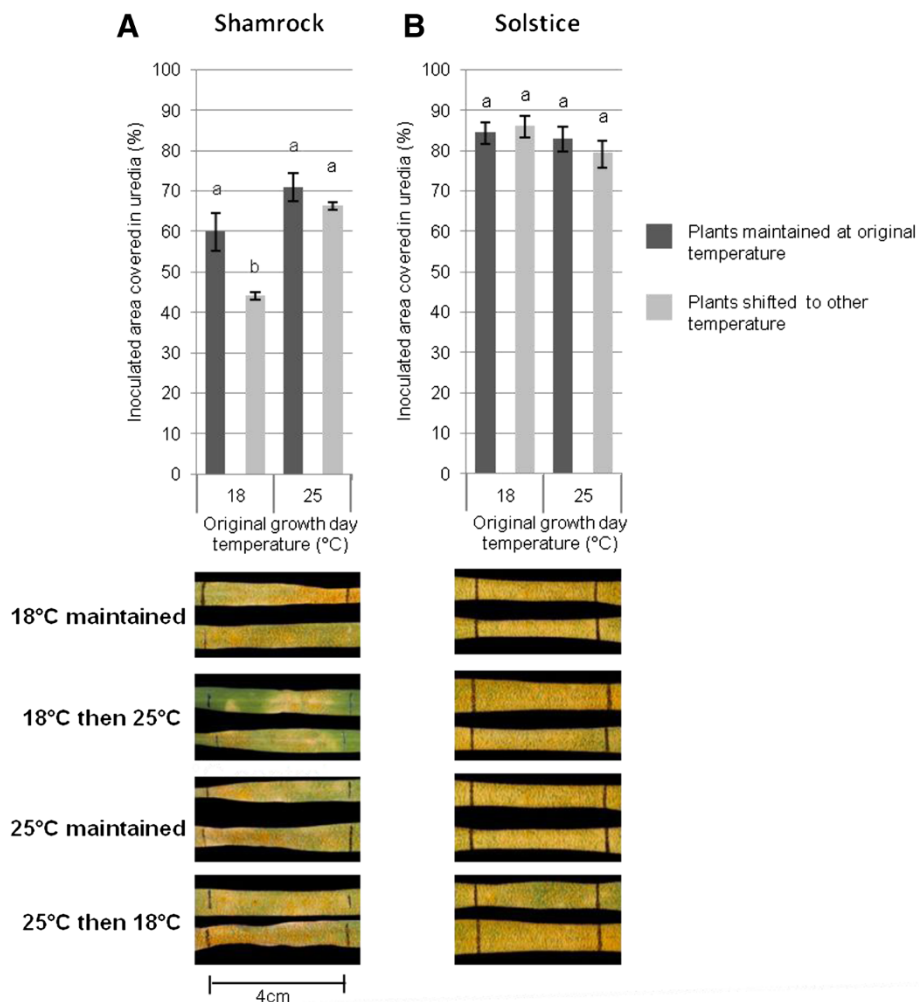 A Shamrock
B Solstice
Inoculated area covered in uredia (%)
100
90
80
70
60
50
40
30
20
10
0
a
b
a
a
18 25
Original growth day
temperature (°C)
Inoculated area covered in uredia (%)
100
90
80
70
60
50
40
30
20
10
0
a
a
a
a
18 25
Original growth day
temperature (°C)
Plants maintained at original
temperature
Plants shifted to other
temperature
18°C maintained
18°C then 25°C
25°C maintained
25°C then 18°C
4cm